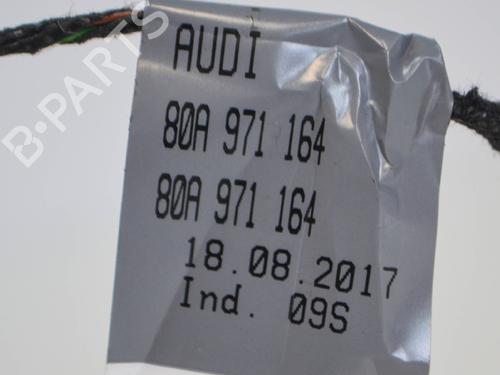 B-PARTS
AUDI
80A 971 164
80A 971 164
18.08.2017
Ind. 09S